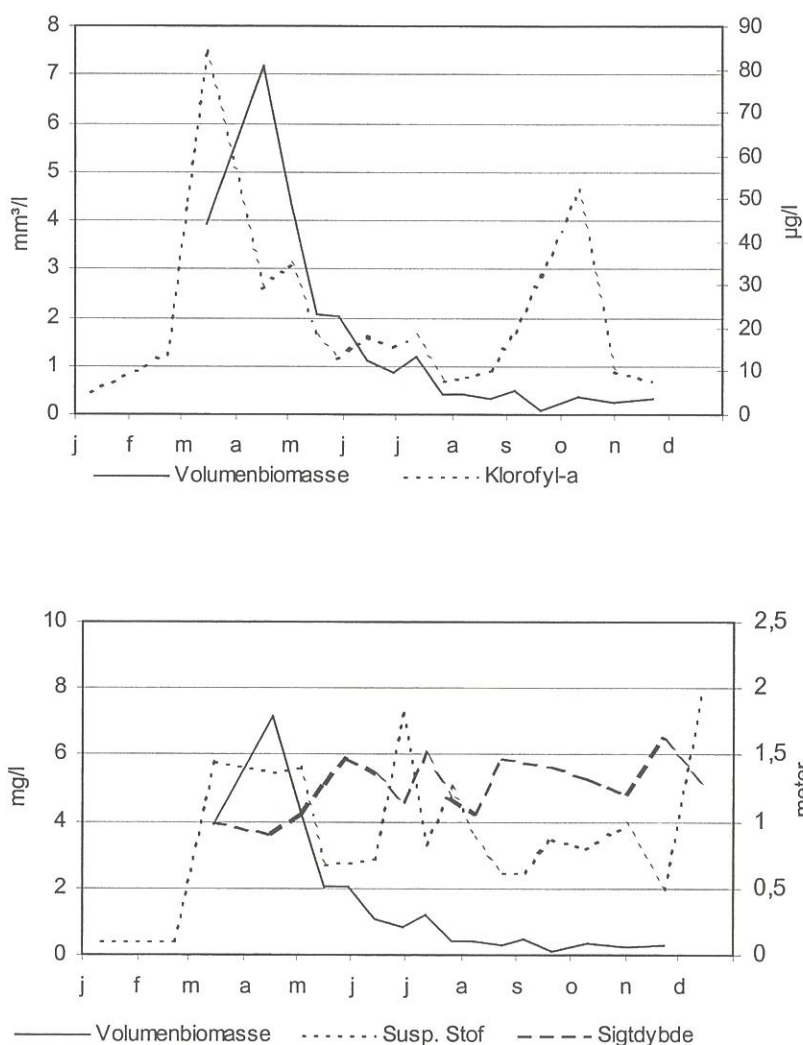 8 90
7 80
70
6
60
5
50
4
40
3
30
2
20
1 10
0 0
mm³/l
µg/l
j f m a m j j a s o n d
Volumenbiomasse Klorofyl-a
10 2,5
8 2
6 1,5
4 1
2 0,5
0 0
mg/l
meter
j f m a m j j a s o n d
Volumenbiomasse Susp. Stof Sigtdybde